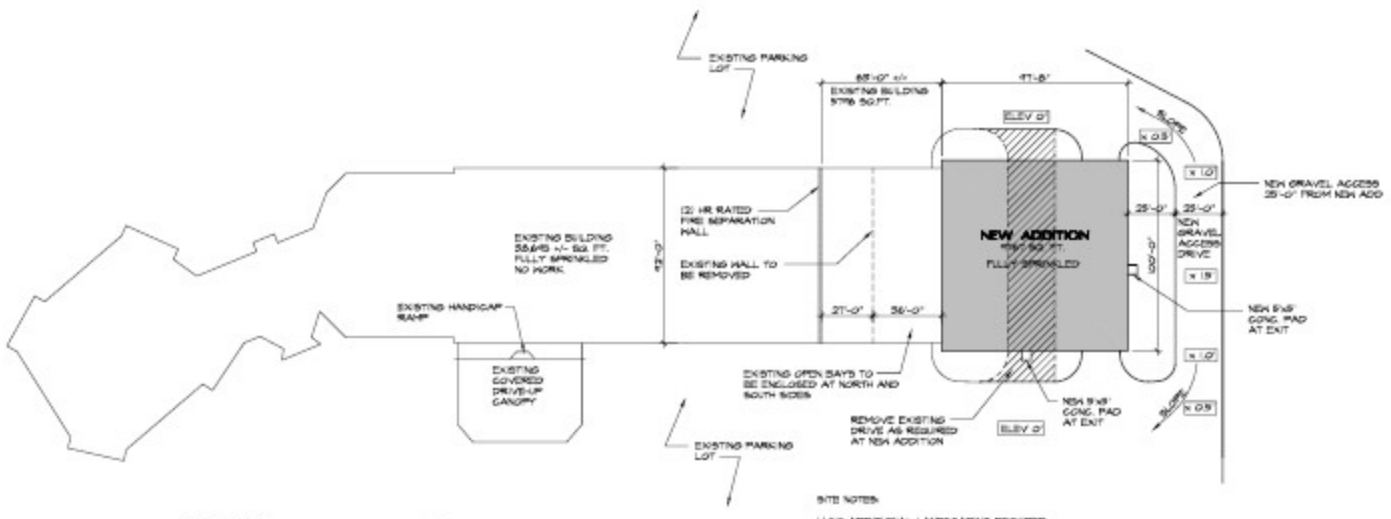 EXISTING PARKING
LOT
63'-0" +/-
EXISTING BUILDING
SQ.FT.
97'-8"
ELEV 0'
SLOPE
x 0.5'
x 1.0'
NEW GRAVEL ACCESS
25'-0" FROM NEW ADD
25'-0"
25'-0"
NEW
GRAVEL
ACCESS
DRIVE
(2) HR RATED
FIRE SEPARATION
WALL
EXISTING BUILDING
+/- SQ. FT.
FULLY SPRINKLED
NO WORK
EXISTING WALL TO
BE REMOVED
NEW ADDITION
SQ. FT.
FULLY SPRINKLED
100'-0"
x 1.5'
EXISTING HANDICAP
RAMP
27'-0"
36'-0"
NEW 5'x5'
CONC. PAD
AT EXIT
EXISTING
COVERED
DRIVE-UP
CANOPY
EXISTING OPEN BAYS TO
BE ENCLOSED AT NORTH AND
SOUTH SIDES
x 1.0'
SLOPE
x 0.5'
REMOVE EXISTING
DRIVE AS REQUIRED
AT NEW ADDITION
ELEV 0'
NEW 5'x5'
CONC. PAD
AT EXIT
EXISTING PARKING
LOT
SITE NOTES: